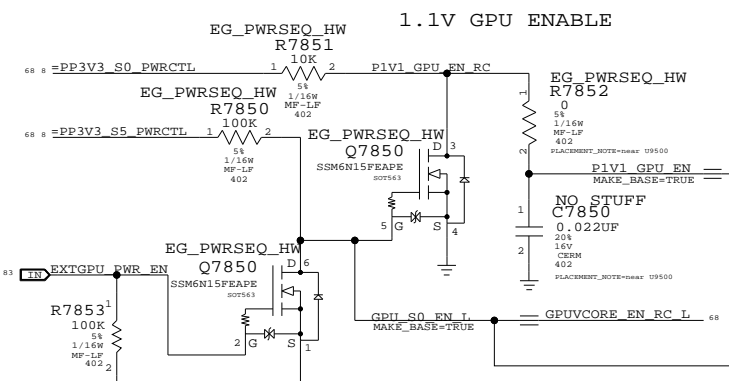 1.1V GPU ENABLE
EG_PWRSEQ_HW
R7851
10K
68 8 =PP3V3_S0_PWRCTL 1 2 P1V1_GPU_EN_RC
5%
1/16W
MF-LF
402
EG_PWRSEQ_HW
R7852
0
5%
1/16W
MF-LF
402
PLACEMENT_NOTE=near U9500
1
2
EG_PWRSEQ_HW
R7850
100K
68 8 =PP3V3_S5_PWRCTL 1 2
5%
1/16W
MF-LF
402
EG_PWRSEQ_HW
Q7850
SSM6N15FEAPE
SOT563
D 3
5 G S
4
P1V1_GPU_EN
MAKE_BASE=TRUE
NO STUFF
C7850
0.022UF
20%
16V
CERM
402
PLACEMENT_NOTE=near U9500
1
2
EG_PWRSEQ_HW
Q7850
SSM6N15FEAPE
SOT563
D 6
2 G S
1
83 IN EXTGPU_PWR_EN
R7853
100K
5%
1/16W
MF-LF
402
1
2
GPU_S0_EN_L
MAKE_BASE=TRUE
GPUVCORE_EN_RC_L 68